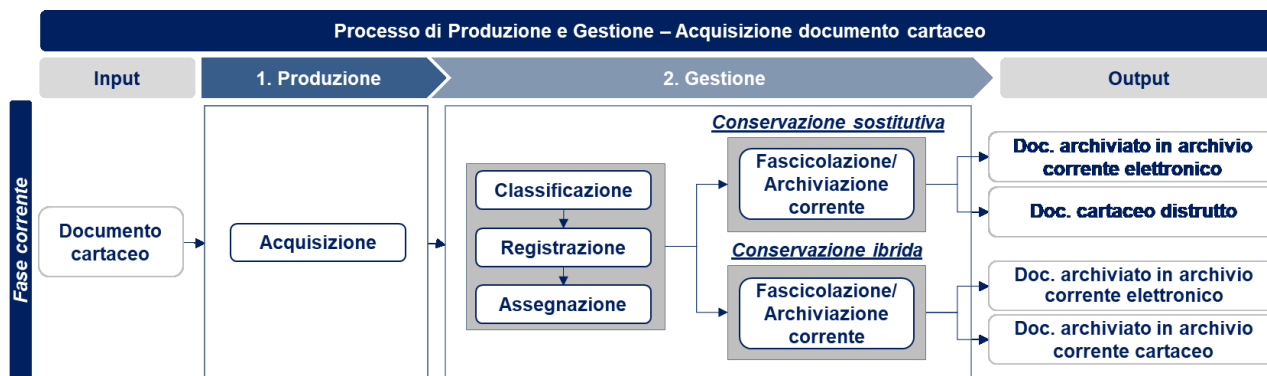 Processo di Produzione e Gestione – Acquisizione documento cartaceo
Input
1. Produzione
2. Gestione
Output
Fase corrente
Documento
cartaceo
Acquisizione
Classificazione
Registrazione
Assegnazione
Conservazione sostitutiva
Fascicolazione/
Archiviazione
corrente
Conservazione ibrida
Fascicolazione/
Archiviazione
corrente
Doc. archiviato in archivio
corrente elettronico
Doc. cartaceo distrutto
Doc. archiviato in archivio
corrente elettronico
Doc. archiviato in archivio
corrente cartaceo